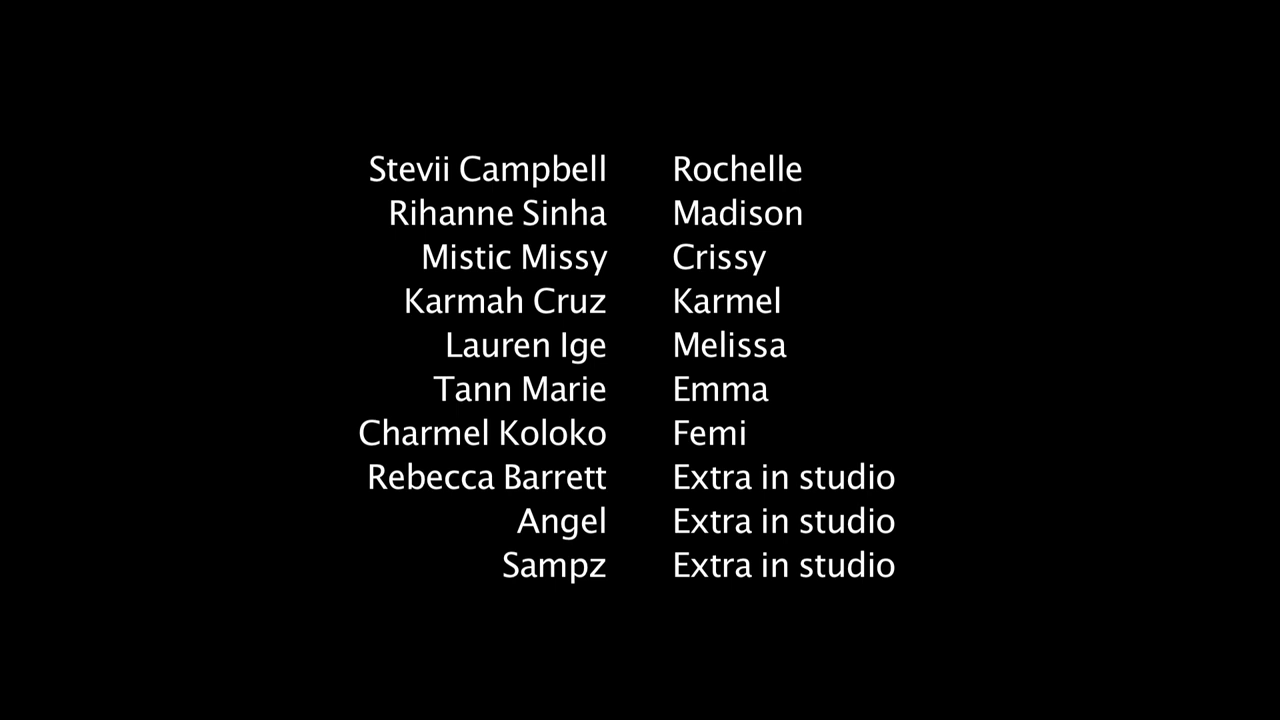 Stevii Campbell Rochelle
Rihanne Sinha Madison
Mistic Missy Crissy
Karmah Cruz Karmel
Lauren Ige Melissa
Tann Marie Emma
Charmel Koloko Femi
Rebecca Barrett Extra in studio
Angel Extra in studio
Sampz Extra in studio